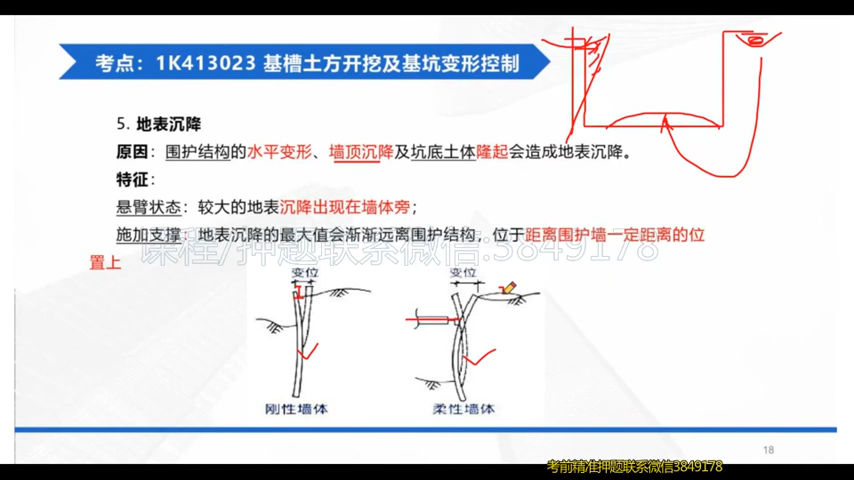 考点：1K413023 基槽土方开挖及基坑变形控制
5. 地表沉降
原因：围护结构的水平变形、墙顶沉降及坑底土体隆起会造成地表沉降。
特征：
悬臂状态：较大的地表沉降出现在墙体旁；
施加支撑：地表沉降的最大值会渐渐远离围护结构，位于距离围护墙一定距离的位
置上
课程/押题联系微信:3849178
变位
变位
刚性墙体
柔性墙体
18
考前精准押题联系微信3849178